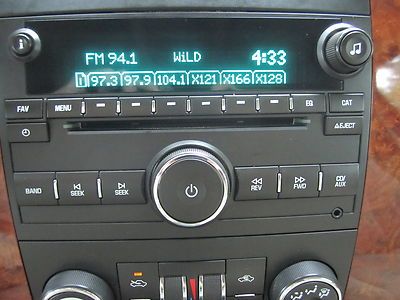 FM 94.1 WiLD 4:33
97.3 97.9 104.1 X121 X166 X128
FAV MENU EQ CAT
EJECT
BAND SEEK SEEK REV FWD CD/
AUX